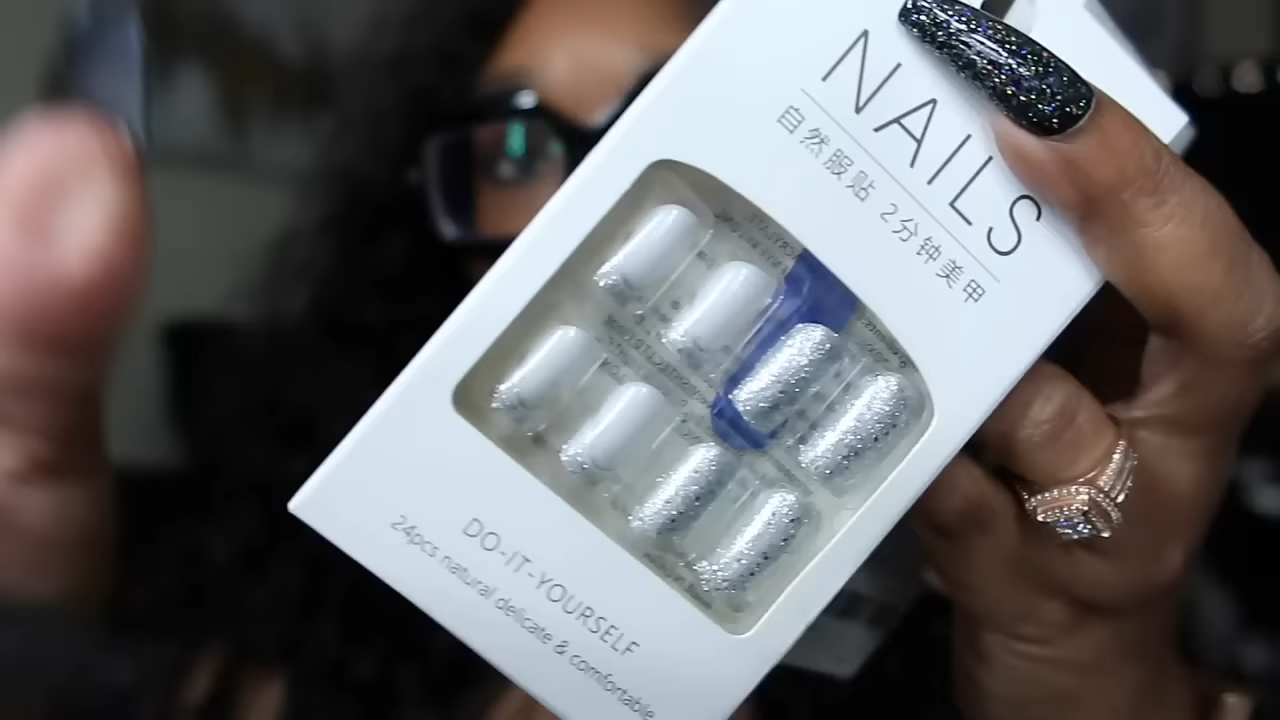 NAILS
自然服贴 2分钟美甲
DO-IT-YOURSELF
24pcs natural delicate & comfortable